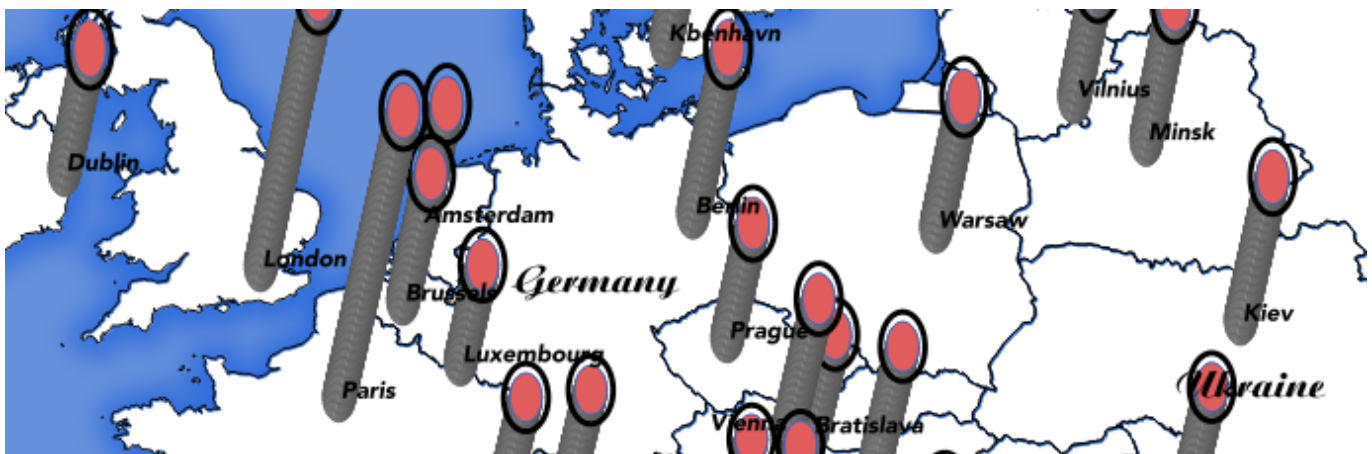 Kbenhavn
Vilnius
Minsk
Dublin
Berlin
Amsterdam
Warsaw
London
Germany
Brussels
Kiev
Prague
Luxembourg
Paris
Ukraine
Vienna
Bratislava